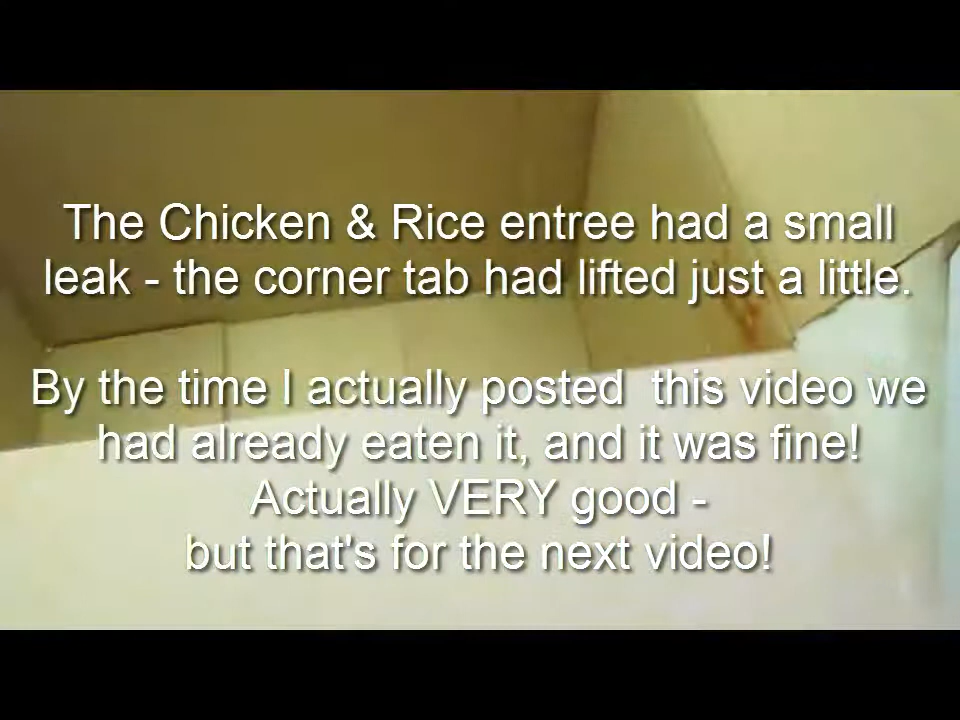 The Chicken & Rice entree had a small
leak - the corner tab had lifted just a little.
By the time I actually posted  this video we
had already eaten it, and it was fine!
Actually VERY good -
but that's for the next video!